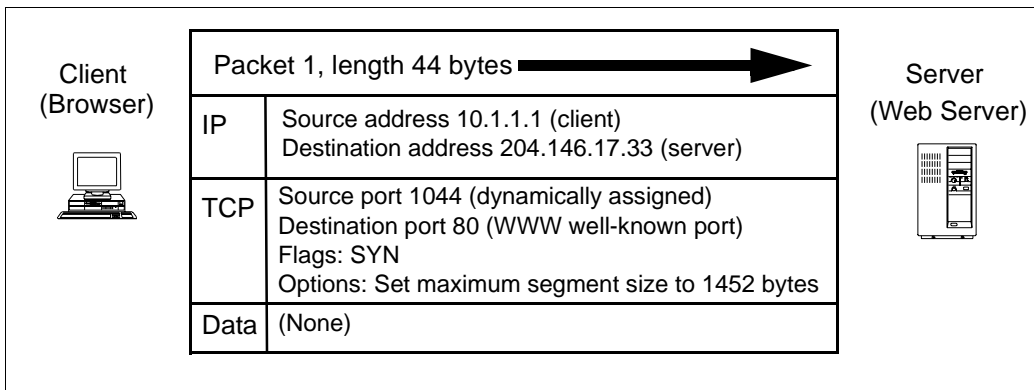 Client
(Browser)
Packet 1, length 44 bytes
Server
(Web Server)
IP
Source address 10.1.1.1 (client)
Destination address 204.146.17.33 (server)
TCP
Source port 1044 (dynamically assigned)
Destination port 80 (WWW well-known port)
Flags: SYN
Options: Set maximum segment size to 1452 bytes
Data
(None)